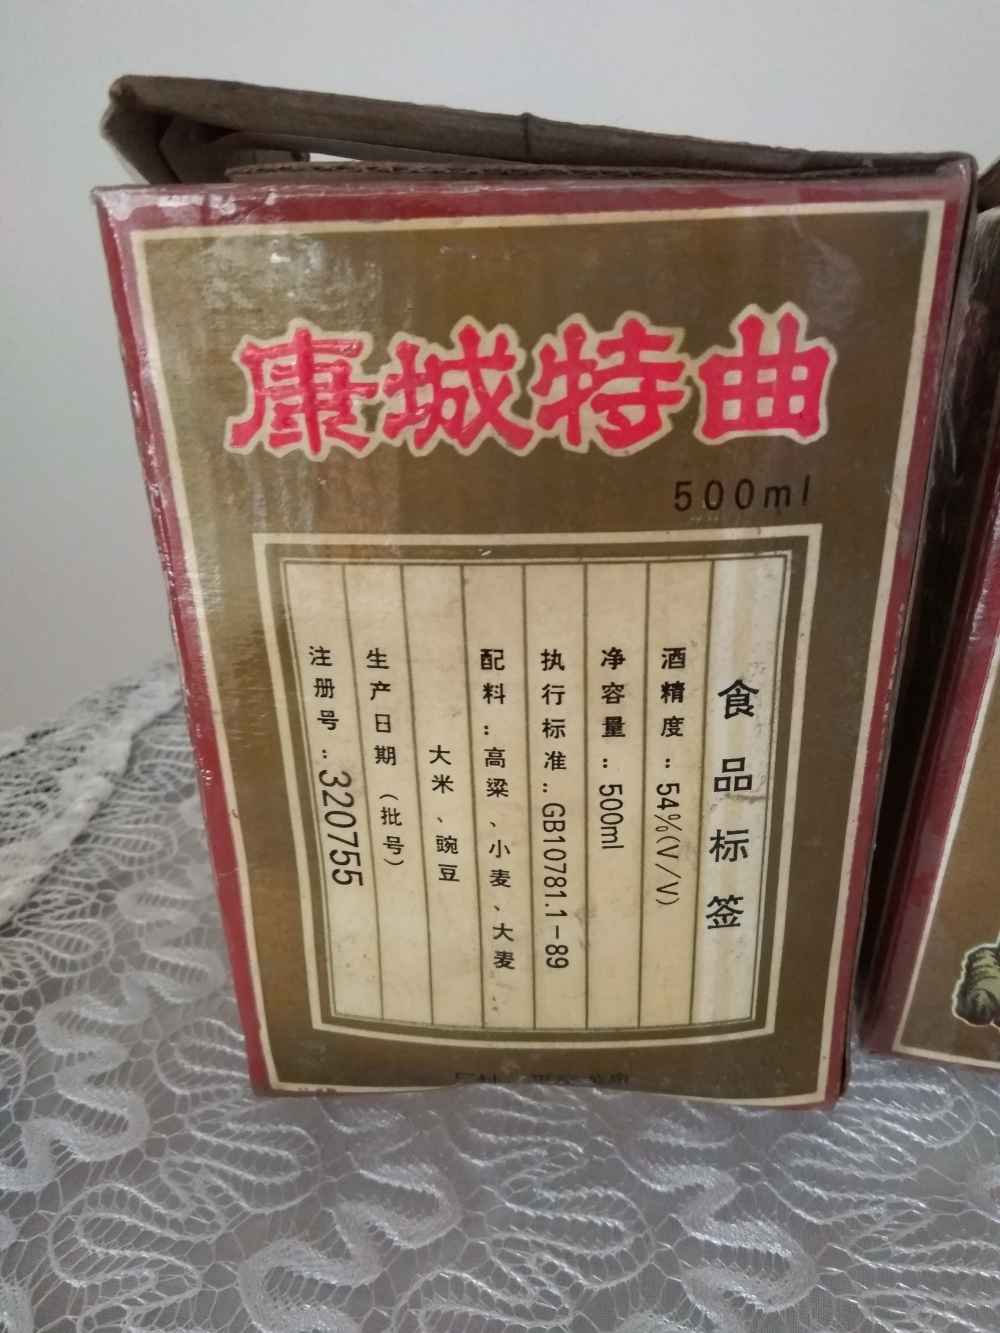 康城特曲
500ml
食品标签
酒精度：54%(V/V)
净容量：500ml
执行标准：GB10781.1-89
配料：高粱、小麦、大麦、
大米、豌豆
生产日期（批号）
注册号：320755